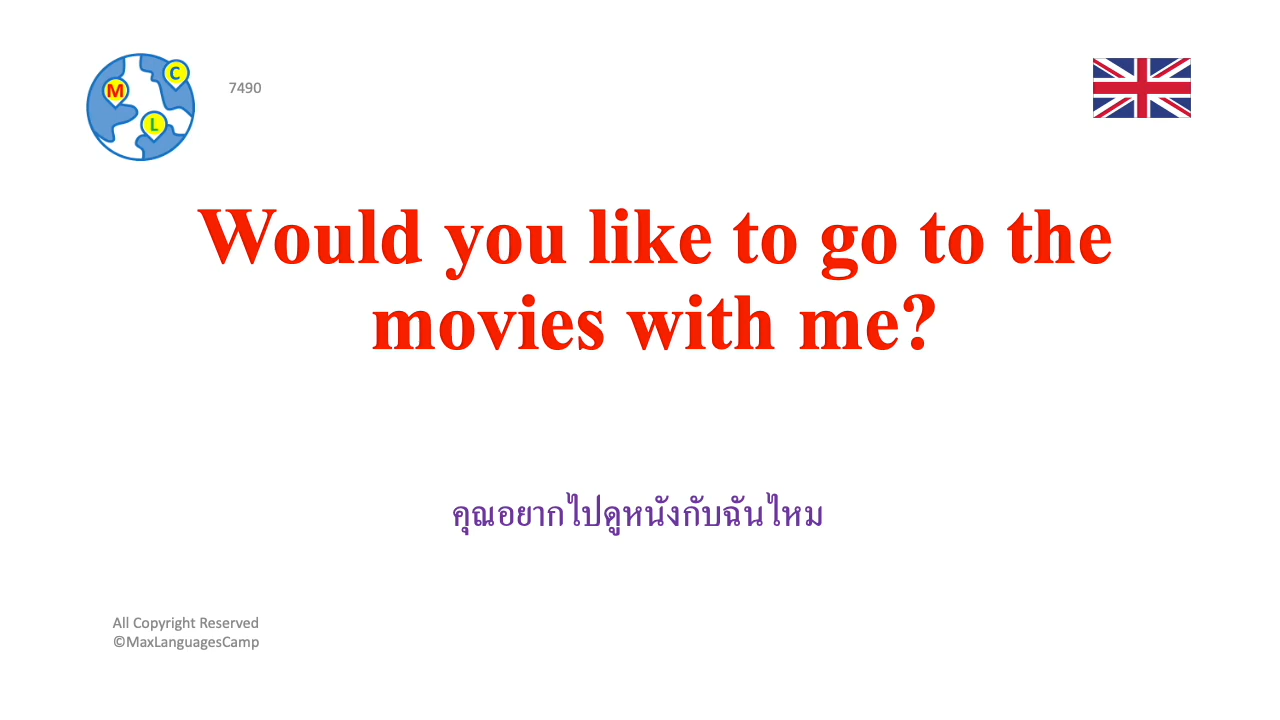 M
C
L
7490
Would you like to go to the
movies with me?
คุณอยากไปดูหนังกับฉันไหม
All Copyright Reserved
©MaxLanguagesCamp